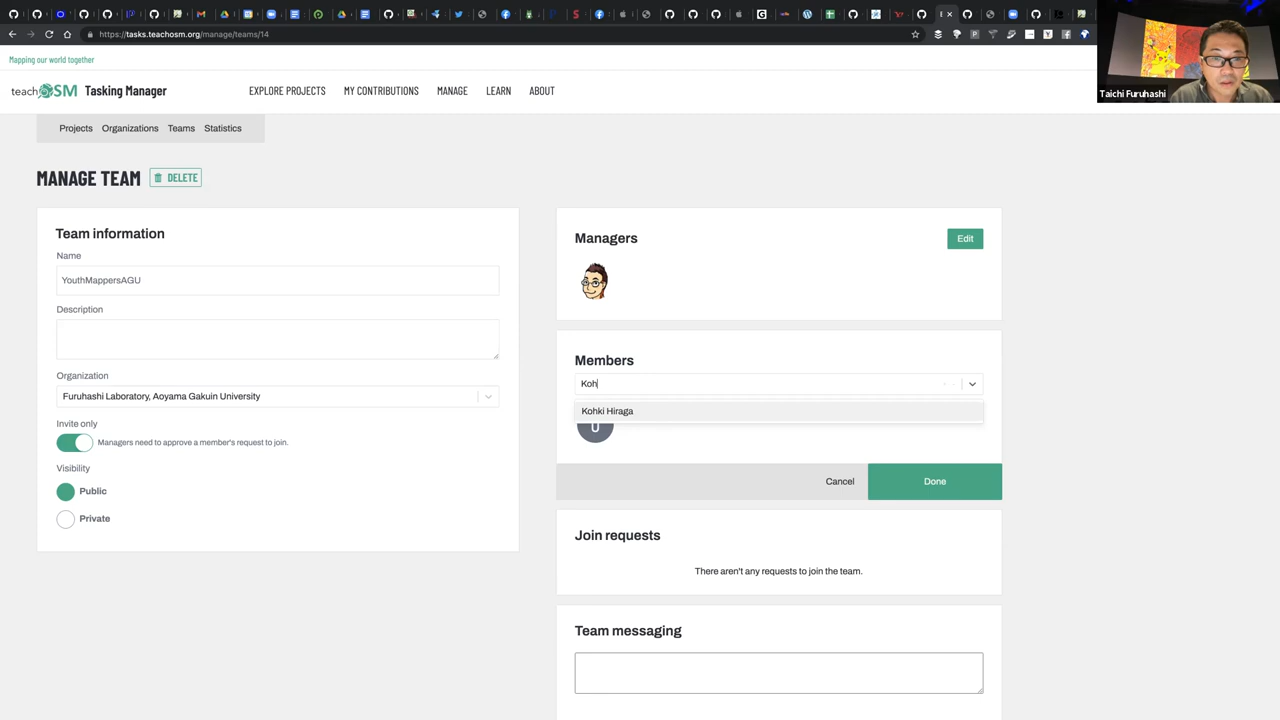 https://tasks.teachosm.org/manage/teams/14
Mapping our world together
teachOSM Tasking Manager
EXPLORE PROJECTS MY CONTRIBUTIONS MANAGE LEARN ABOUT
Taichi Furuhashi
Projects Organizations Teams Statistics
MANAGE TEAM DELETE
Team information
Name
YouthMappersAGU
Description
Organization
Furuhashi Laboratory, Aoyama Gakuin University
Invite only
Managers need to approve a member's request to join.
Visibility
Public
Private
Managers
Edit
Members
Koh
Kohki Hiraga
Cancel
Done
Join requests
There aren't any requests to join the team.
Team messaging